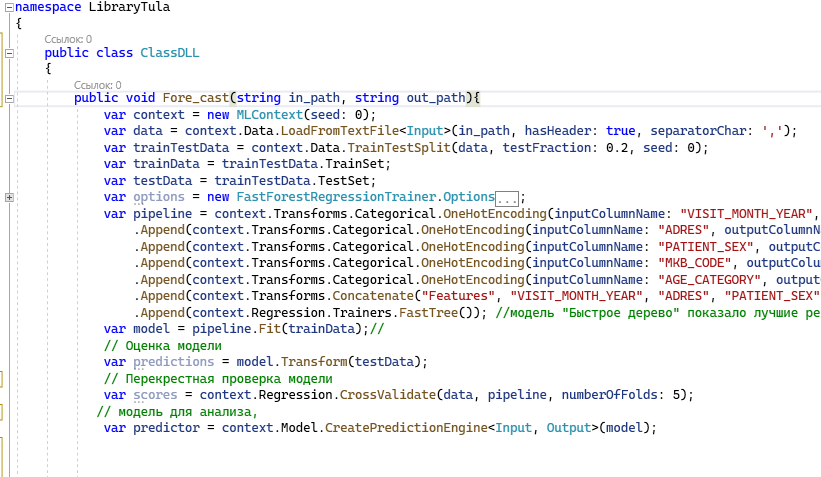 namespace LibraryTula
{
Ссылок: 0
public class ClassDLL
{
Ссылок: 0
public void Fore_cast(string in_path, string out_path){
var context = new MLContext(seed: 0);
var data = context.Data.LoadFromTextFile<Input>(in_path, hasHeader: true, separatorChar: ',');
var trainTestData = context.Data.TrainTestSplit(data, testFraction: 0.2, seed: 0);
var trainData = trainTestData.TrainSet;
var testData = trainTestData.TestSet;
var options = new FastForestRegressionTrainer.Options...;
var pipeline = context.Transforms.Categorical.OneHotEncoding(inputColumnName: "VISIT_MONTH_YEAR",
.Append(context.Transforms.Categorical.OneHotEncoding(inputColumnName: "ADRES", outputColumnN
.Append(context.Transforms.Categorical.OneHotEncoding(inputColumnName: "PATIENT_SEX", outputC
.Append(context.Transforms.Categorical.OneHotEncoding(inputColumnName: "MKB_CODE", outputColu
.Append(context.Transforms.Categorical.OneHotEncoding(inputColumnName: "AGE_CATEGORY", output
.Append(context.Transforms.Concatenate("Features", "VISIT_MONTH_YEAR", "ADRES", "PATIENT_SEX"
.Append(context.Regression.Trainers.FastTree()); //модель "Быстрое дерево" показало лучшие ре
var model = pipeline.Fit(trainData);//
// Оценка модели
var predictions = model.Transform(testData);
// Перекрестная проверка модели
var scores = context.Regression.CrossValidate(data, pipeline, numberOfFolds: 5);
// модель для анализа,
var predictor = context.Model.CreatePredictionEngine<Input, Output>(model);